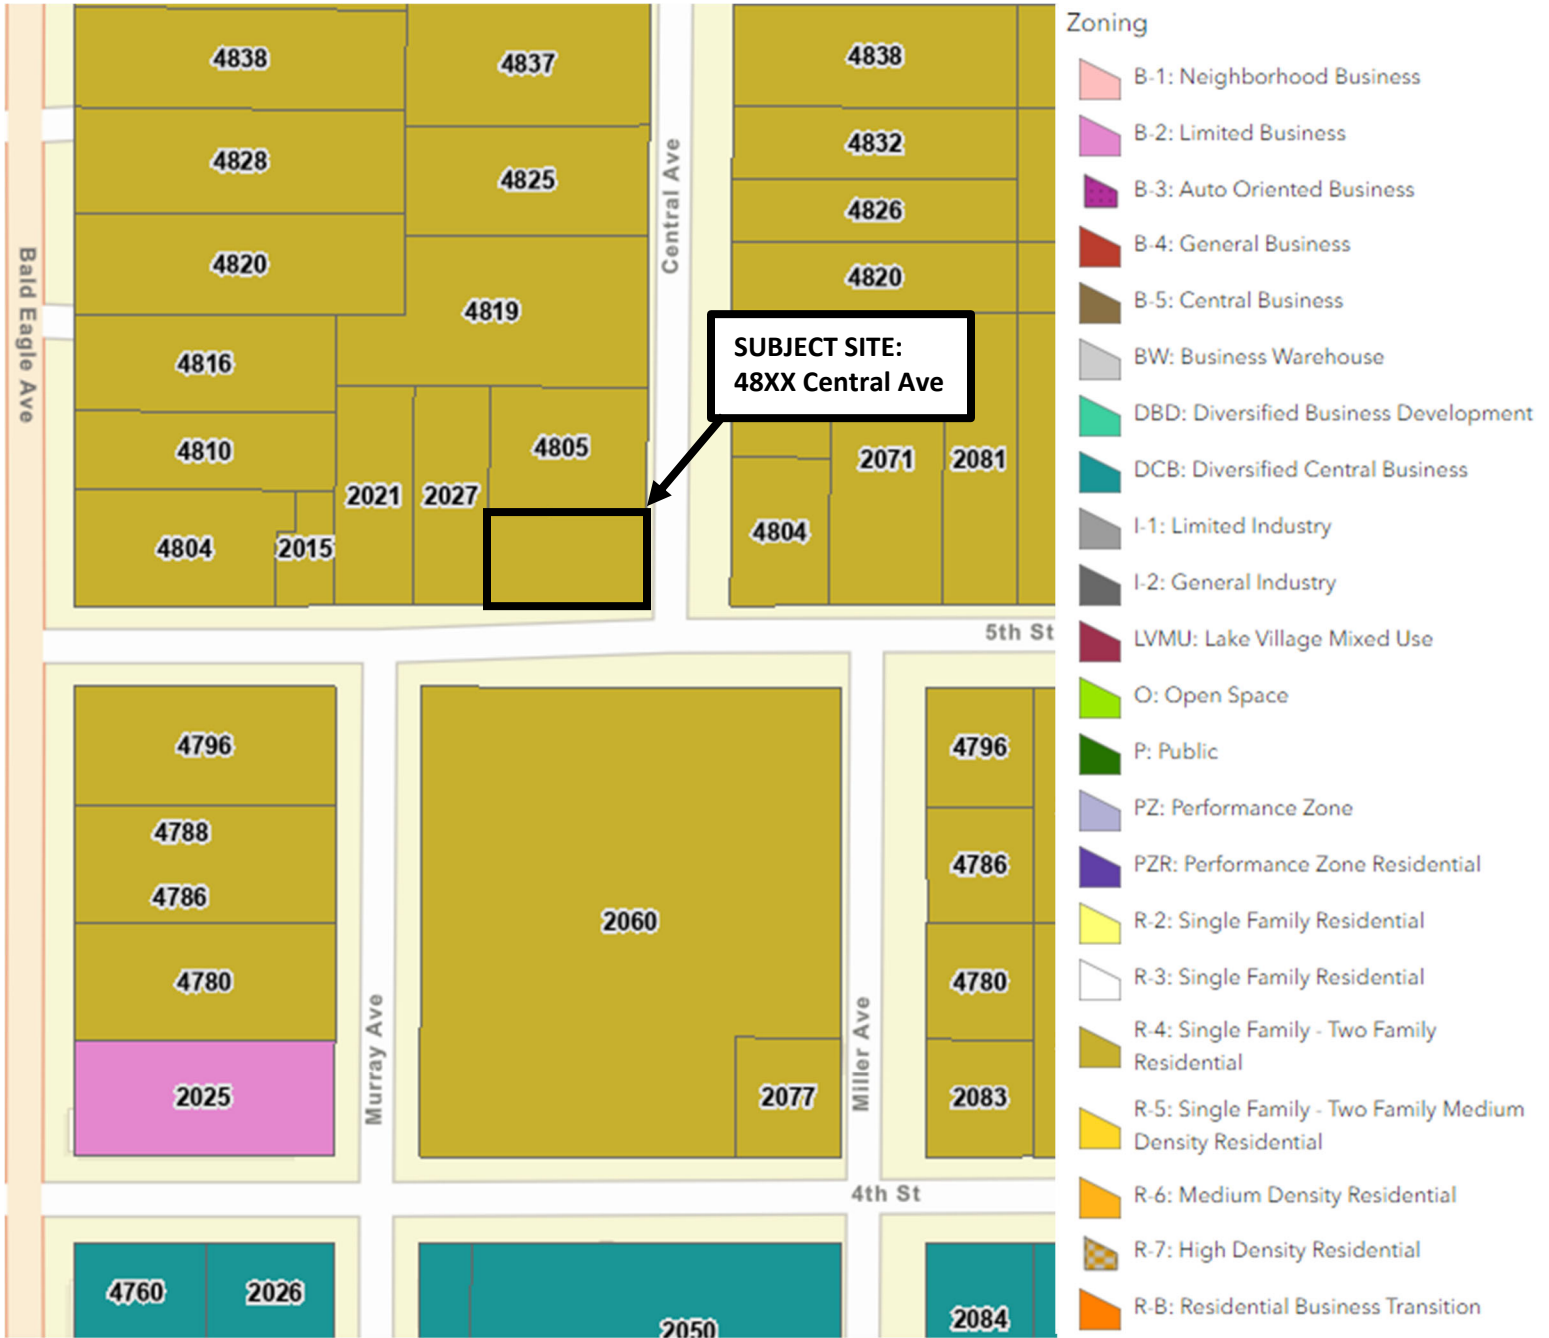 4838
4837
4838
4828
4825
4832
4826
4820
4819
4820
Central Ave
Bald Eagle Ave
SUBJECT SITE:
48XX Central Ave
4816
4810
4805
2071
2081
2021
2027
4804
2015
4804
5th St
4796
4796
4788
4786
4786
2060
4780
4780
2025
2077
2083
Murray Ave
Miller Ave
4th St
4760
2026
2050
2084
Zoning
B-1: Neighborhood Business
B-2: Limited Business
B-3: Auto Oriented Business
B-4: General Business
B-5: Central Business
BW: Business Warehouse
DBD: Diversified Business Development
DCB: Diversified Central Business
I-1: Limited Industry
I-2: General Industry
LVMU: Lake Village Mixed Use
O: Open Space
P: Public
PZ: Performance Zone
PZR: Performance Zone Residential
R-2: Single Family Residential
R-3: Single Family Residential
R-4: Single Family - Two Family
Residential
R-5: Single Family - Two Family Medium
Density Residential
R-6: Medium Density Residential
R-7: High Density Residential
R-B: Residential Business Transition